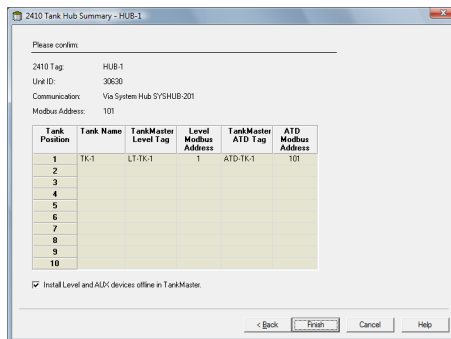 2410 Tank Hub Summary - HUB-1
Please confirm:
2410 Tag: HUB-1
Unit ID: 30630
Communication: Via System Hub SYSHUB-201
Modbus Address: 101
Tank Position Tank Name TankMaster Level Tag Level Modbus Address TankMaster ATD Tag ATD Modbus Address
1 TK-1 LT-TK-1 1 ATD-TK-1 101
2
3
4
5
6
7
8
9
10
Install Level and AUX devices offline in TankMaster.
< Back Finish Cancel Help